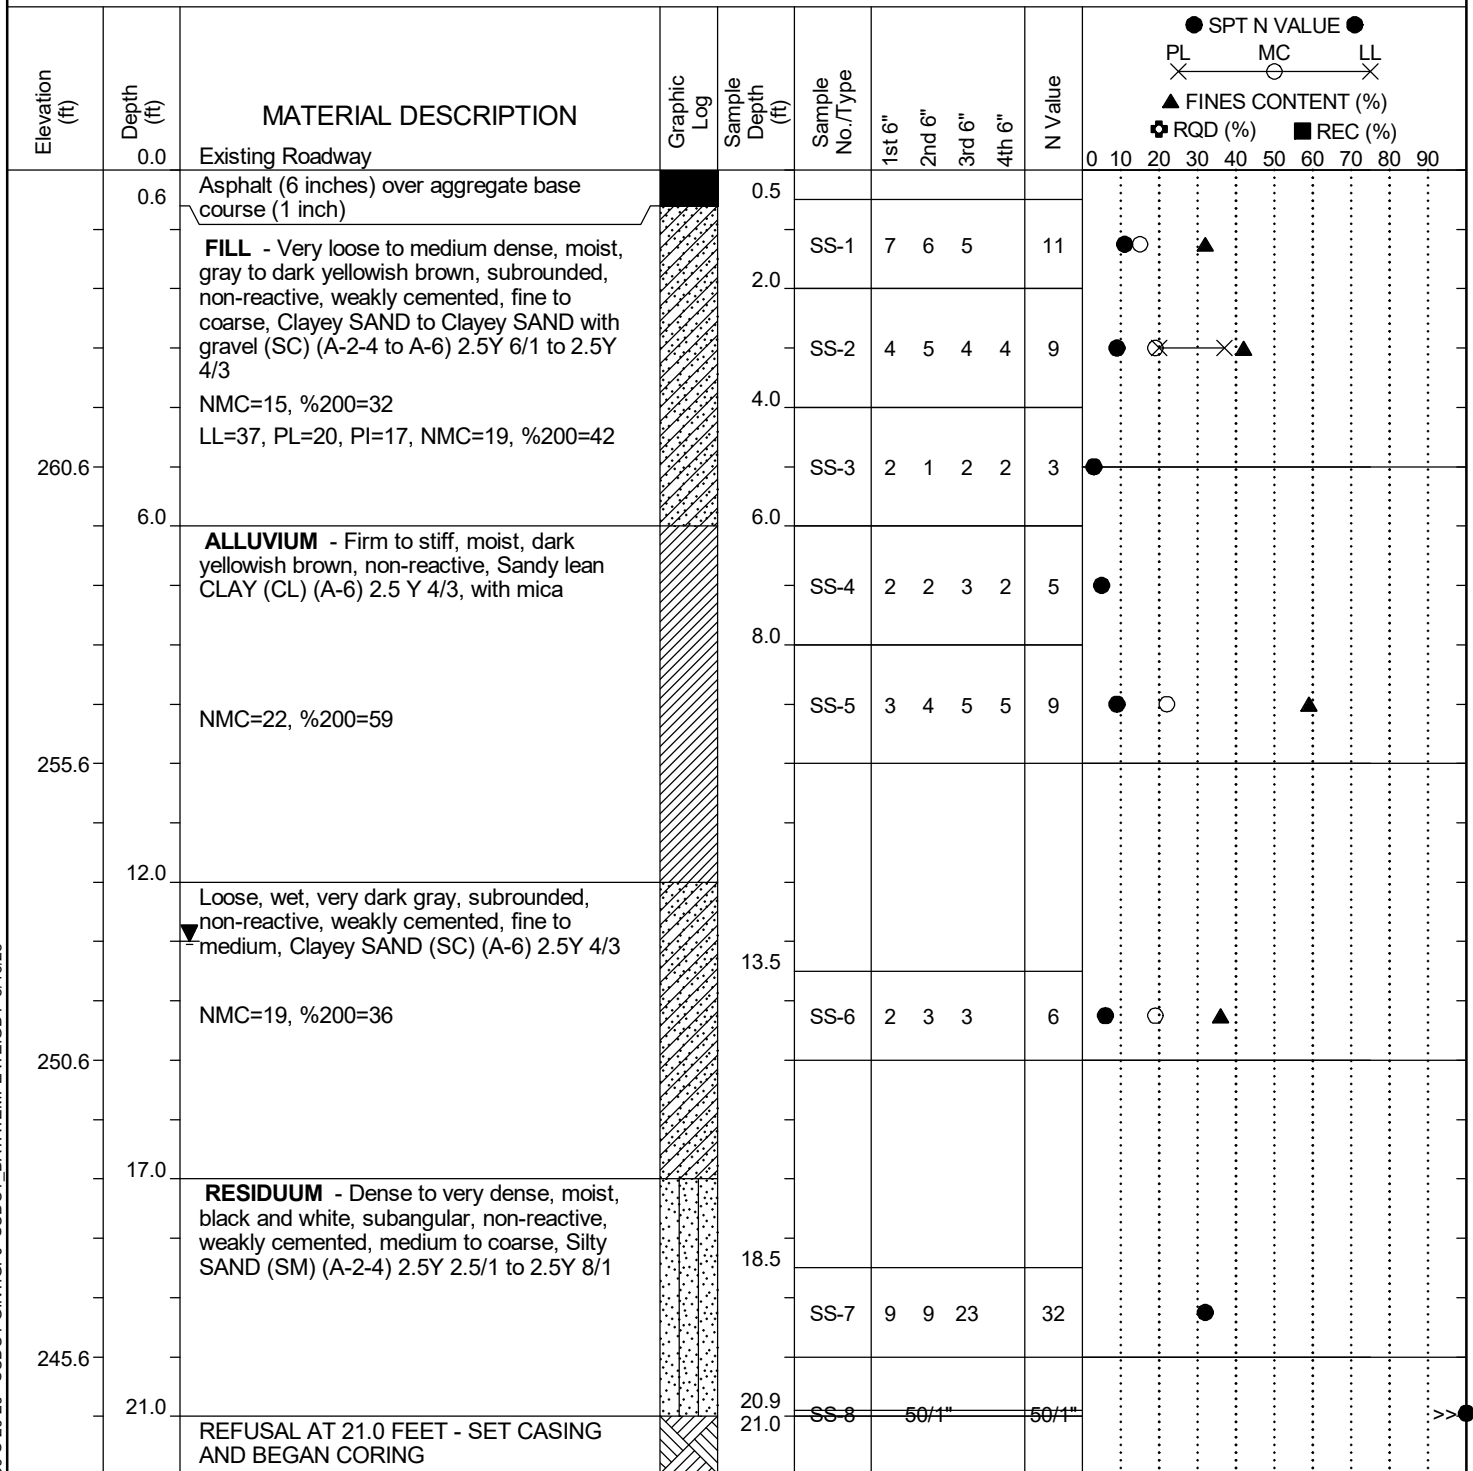 ● SPT N VALUE ●
PL MC LL
▲ FINES CONTENT (%)
RQD (%) ■ REC (%)
Elevation (ft)
Depth (ft)
MATERIAL DESCRIPTION
Graphic Log
Sample Depth (ft)
Sample No./Type
1st 6"
2nd 6"
3rd 6"
4th 6"
N Value
0 10 20 30 40 50 60 70 80 90
0.0 Existing Roadway
Asphalt (6 inches) over aggregate base
0.6 course (1 inch)
0.5
FILL - Very loose to medium dense, moist,
gray to dark yellowish brown, subrounded,
non-reactive, weakly cemented, fine to
coarse, Clayey SAND to Clayey SAND with
gravel (SC) (A-2-4 to A-6) 2.5Y 6/1 to 2.5Y
4/3
SS-1 7 6 5 11
2.0
SS-2 4 5 4 4 9
NMC=15, %200=32
4.0
LL=37, PL=20, PI=17, NMC=19, %200=42
260.6
SS-3 2 1 2 2 3
6.0 6.0
ALLUVIUM - Firm to stiff, moist, dark
yellowish brown, non-reactive, Sandy lean
CLAY (CL) (A-6) 2.5 Y 4/3, with mica
SS-4 2 2 3 2 5
8.0
NMC=22, %200=59
SS-5 3 4 5 5 9
255.6
12.0
Loose, wet, very dark gray, subrounded,
non-reactive, weakly cemented, fine to
medium, Clayey SAND (SC) (A-6) 2.5Y 4/3
13.5
NMC=19, %200=36
SS-6 2 3 3 6
250.6
17.0
RESIDUUM - Dense to very dense, moist,
black and white, subangular, non-reactive,
weakly cemented, medium to coarse, Silty
SAND (SM) (A-2-4) 2.5Y 2.5/1 to 2.5Y 8/1
18.5
SS-7 9 9 23 32
245.6
21.0
20.9
21.0
SS-8 50/1" 50/1" >>
REFUSAL AT 21.0 FEET - SET CASING
AND BEGAN CORING